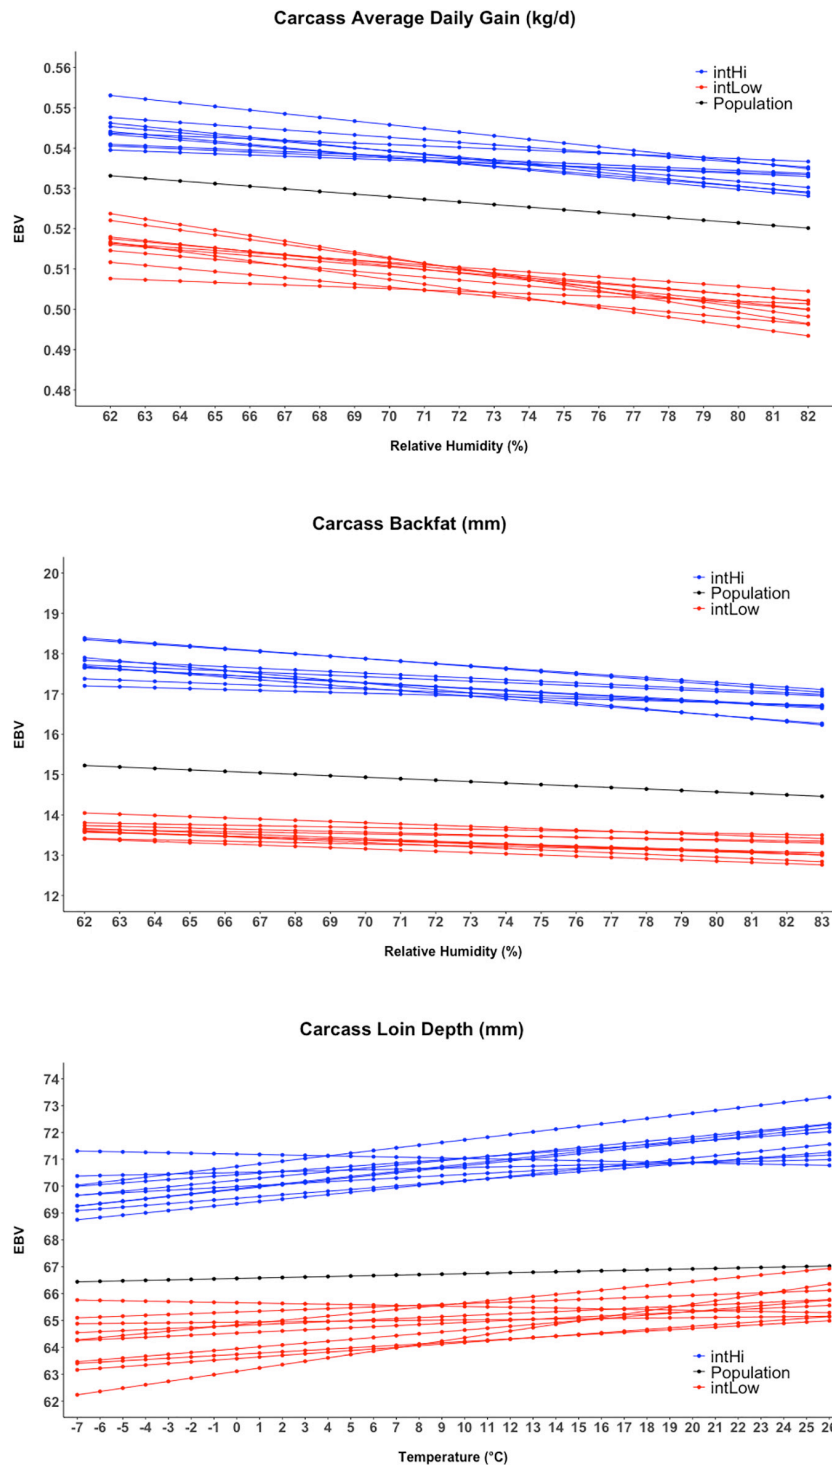 Carcass Average Daily Gain (kg/d)
0.56
0.55
0.54
0.53
0.52
0.51
0.50
0.49
0.48
EBV
intHi
intLow
Population
62 63 64 65 66 67 68 69 70 71 72 73 74 75 76 77 78 79 80 81 82
Relative Humidity (%)
Carcass Backfat (mm)
20
19
18
17
16
15
14
13
12
EBV
intHi
Population
intLow
62 63 64 65 66 67 68 69 70 71 72 73 74 75 76 77 78 80 80 81 82 83
Relative Humidity (%)
Carcass Loin Depth (mm)
74
73
72
71
70
69
68
67
66
65
64
63
62
EBV
intHi
Population
intLow
-7 -6 -5 -4 -3 -2 -1 0 1 2 3 4 5 6 7 8 9 10 11 12 13 14 15 16 17 18 19 20 21 22 23 24 25 26
Temperature (°C)